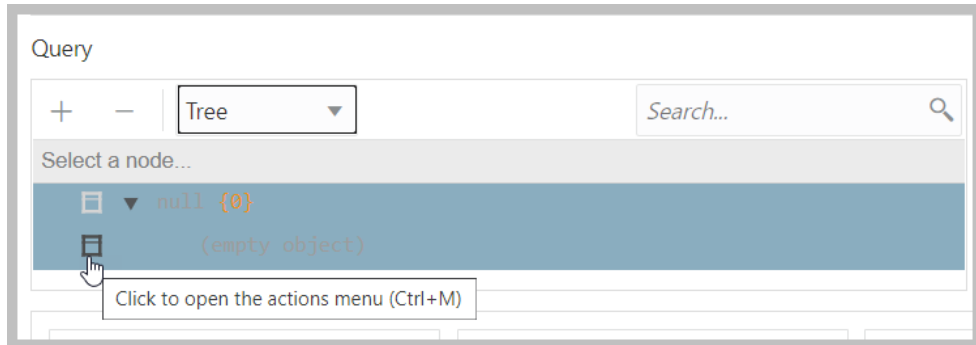 Query
Tree
Search...
Select a node...
null {0}
(empty object)
Click to open the actions menu (Ctrl+M)